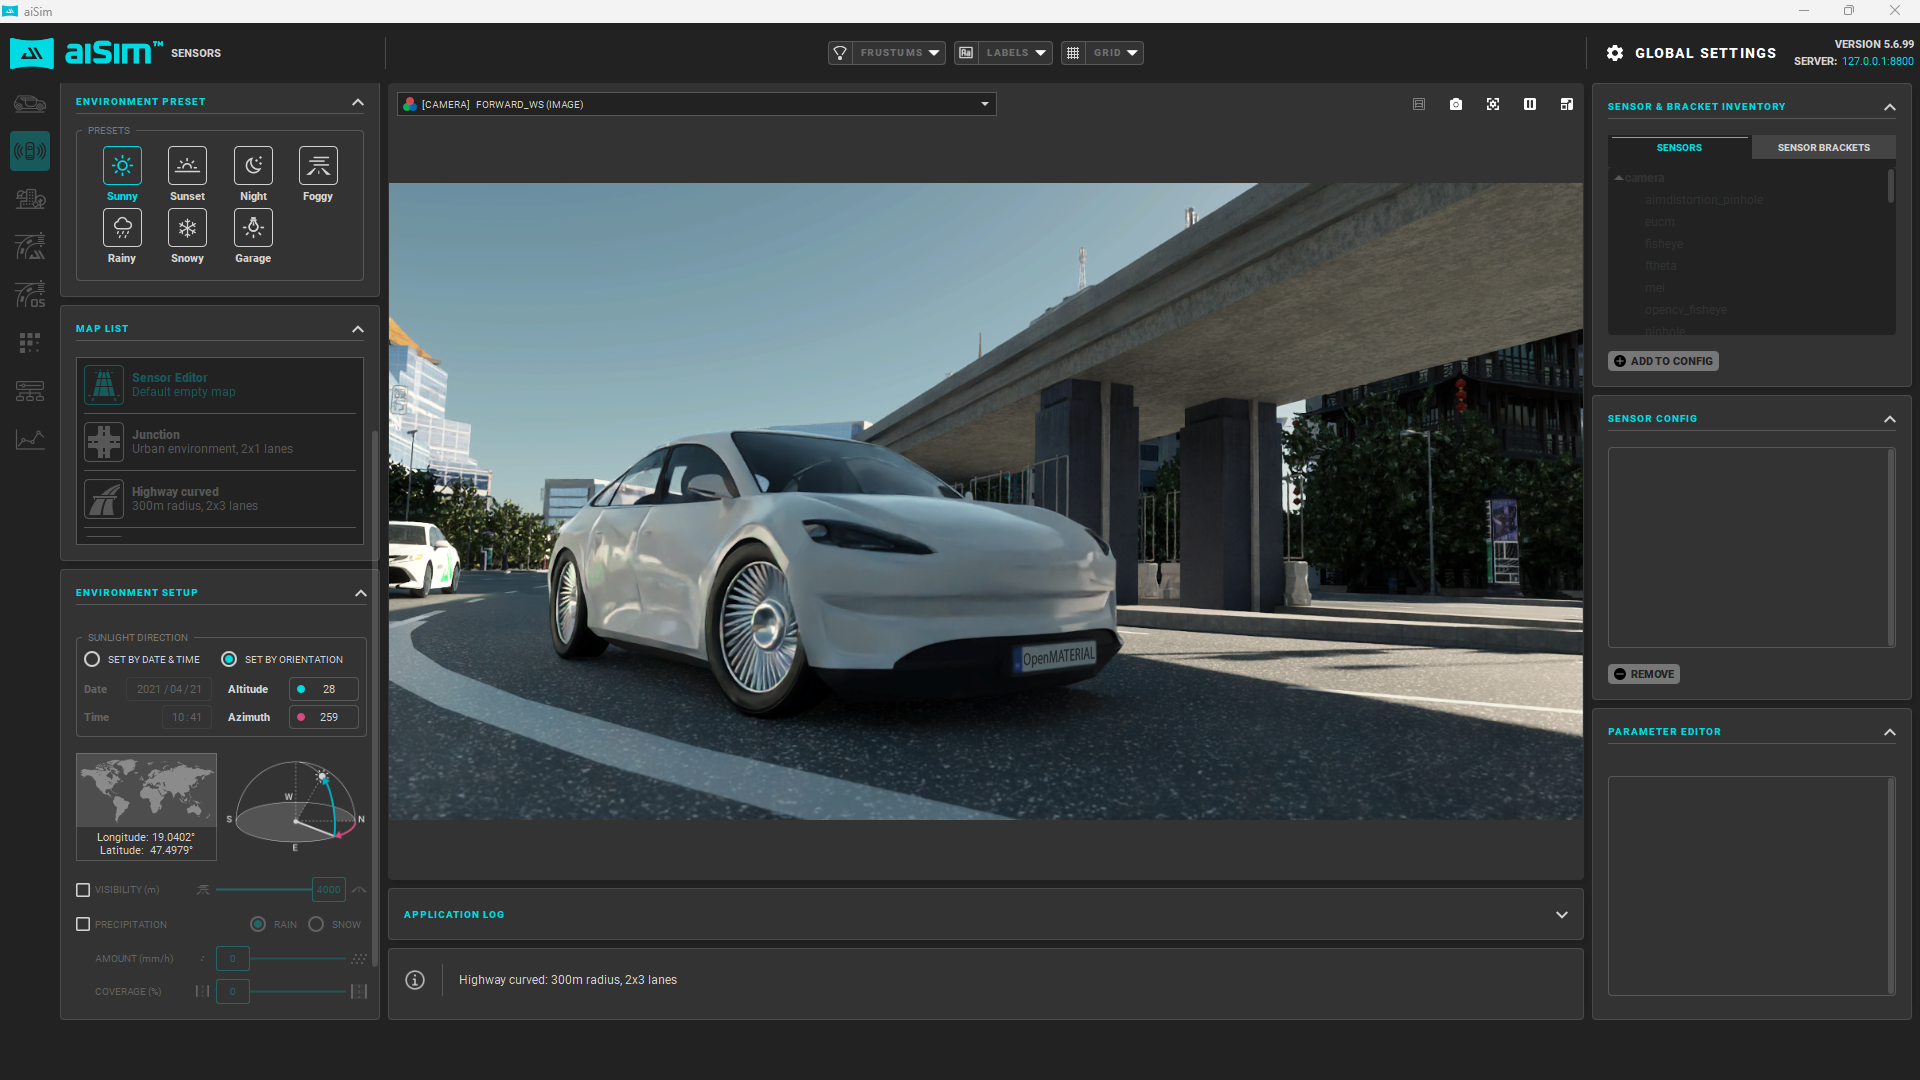 aiSim
aiSim™ SENSORS
FRUSTUMS
LABELS
GRID
GLOBAL SETTINGS
VERSION 5.6.99
SERVER: 127.0.0.1:8800
ENVIRONMENT PRESET
PRESETS
Sunny
Sunset
Night
Foggy
Rainy
Snowy
Garage
MAP LIST
Sensor Editor
Default empty map
Junction
Urban environment, 2x1 lanes
Highway curved
300m radius, 2x3 lanes
ENVIRONMENT SETUP
SUNLIGHT DIRECTION
SET BY DATE & TIME
SET BY ORIENTATION
Date 2021 / 04 / 21
Altitude 28
Time 10 : 41
Azimuth 259
Longitude: 19.0402°
Latitude: 47.4979°
W
S
N
E
VISIBILITY (m) 4000
PRECIPITATION RAIN SNOW
AMOUNT (mm/h) 0
COVERAGE (%) 0
DS
[CAMERA] FORWARD_WS (IMAGE)
OpenMATERIAL
APPLICATION LOG
Highway curved: 300m radius, 2x3 lanes
SENSOR & BRACKET INVENTORY
SENSORS
SENSOR BRACKETS
camera
aimdistortion_pinhole
eucm
fisheye
ftheta
mei
opencv_fisheye
pinhole
ADD TO CONFIG
SENSOR CONFIG
REMOVE
PARAMETER EDITOR